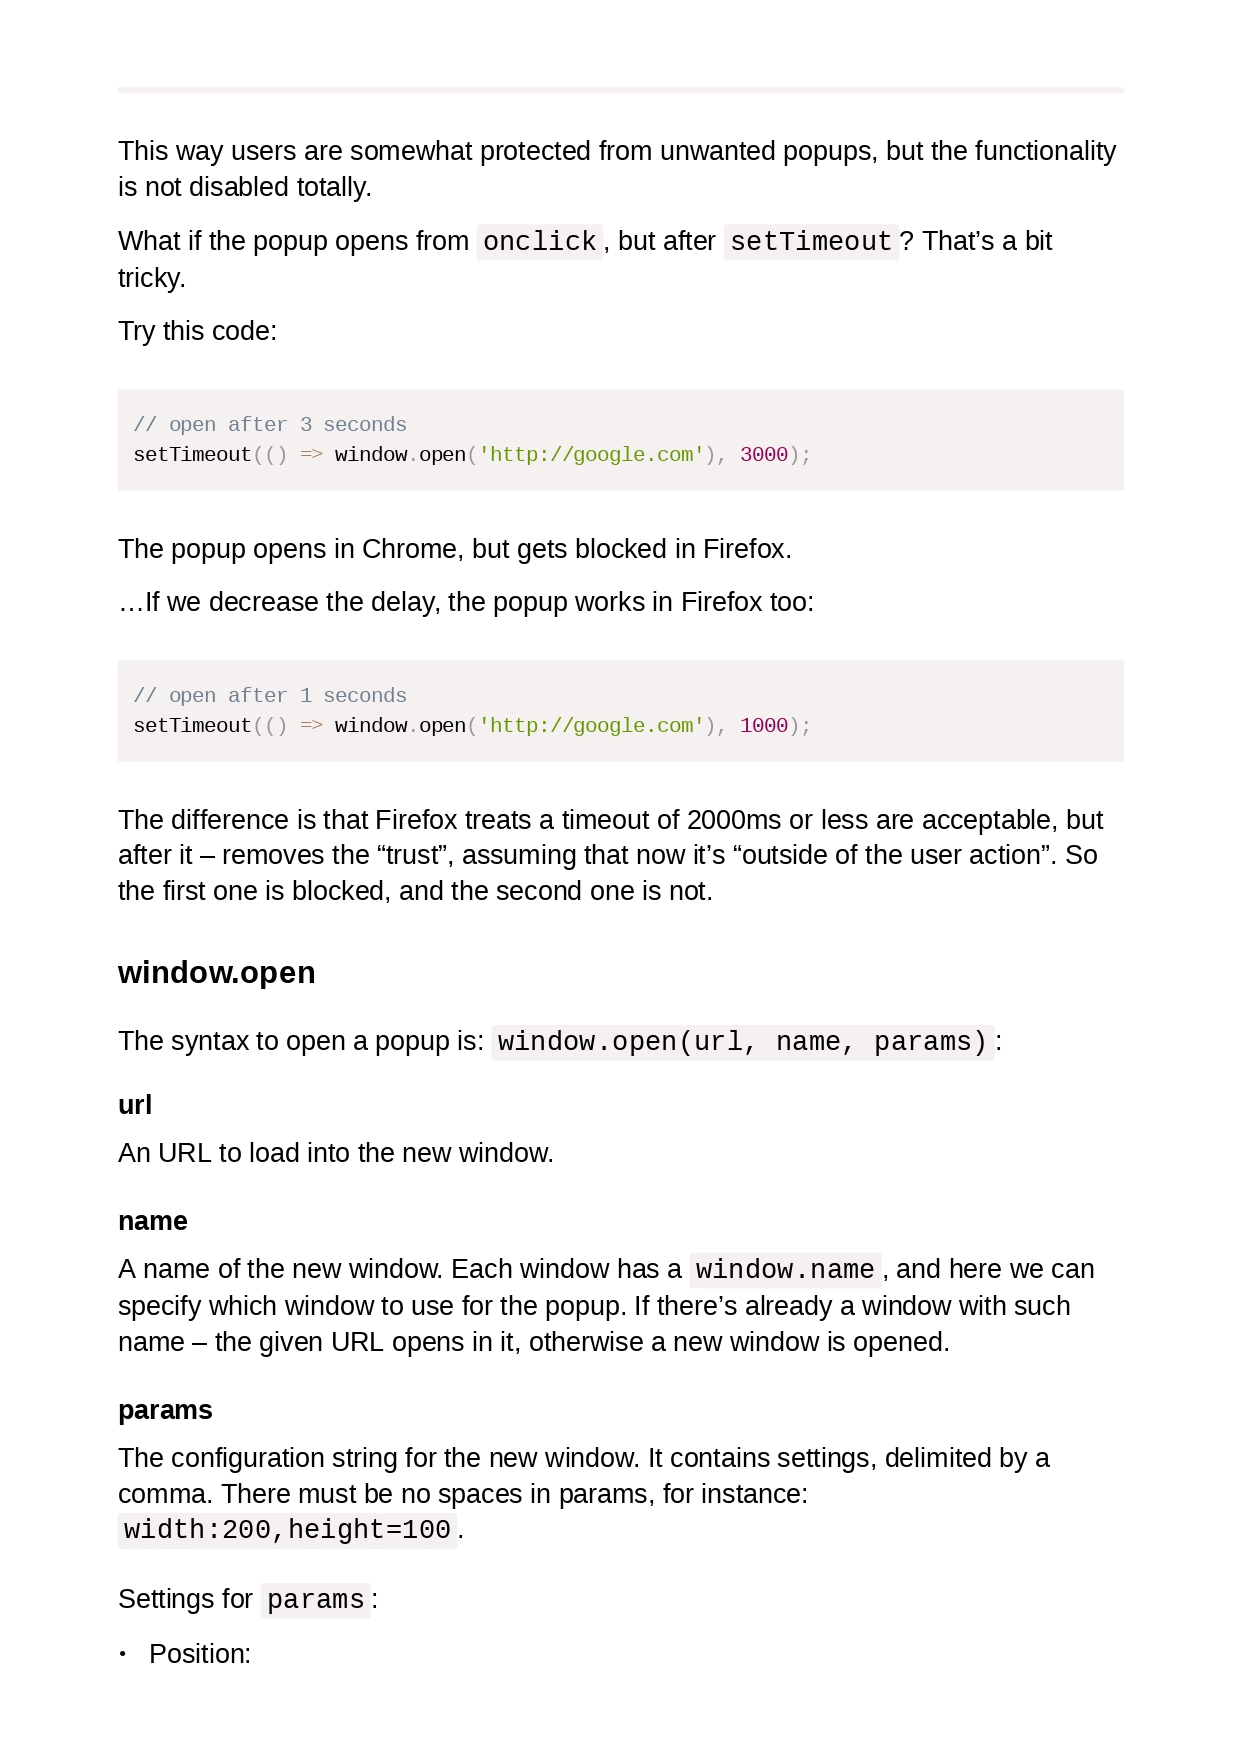 This way users are somewhat protected from unwanted popups, but the functionality
is not disabled totally.
What if the popup opens from onclick, but after setTimeout? That’s a bit
tricky.
Try this code:
// open after 3 seconds
setTimeout(() => window.open('http://google.com'), 3000);
The popup opens in Chrome, but gets blocked in Firefox.
…If we decrease the delay, the popup works in Firefox too:
// open after 1 seconds
setTimeout(() => window.open('http://google.com'), 1000);
The difference is that Firefox treats a timeout of 2000ms or less are acceptable, but
after it – removes the “trust”, assuming that now it’s “outside of the user action”. So
the first one is blocked, and the second one is not.
window.open
The syntax to open a popup is: window.open(url, name, params):
url
An URL to load into the new window.
name
A name of the new window. Each window has a window.name, and here we can
specify which window to use for the popup. If there’s already a window with such
name – the given URL opens in it, otherwise a new window is opened.
params
The configuration string for the new window. It contains settings, delimited by a
comma. There must be no spaces in params, for instance:
width:200,height=100.
Settings for params:
• Position: